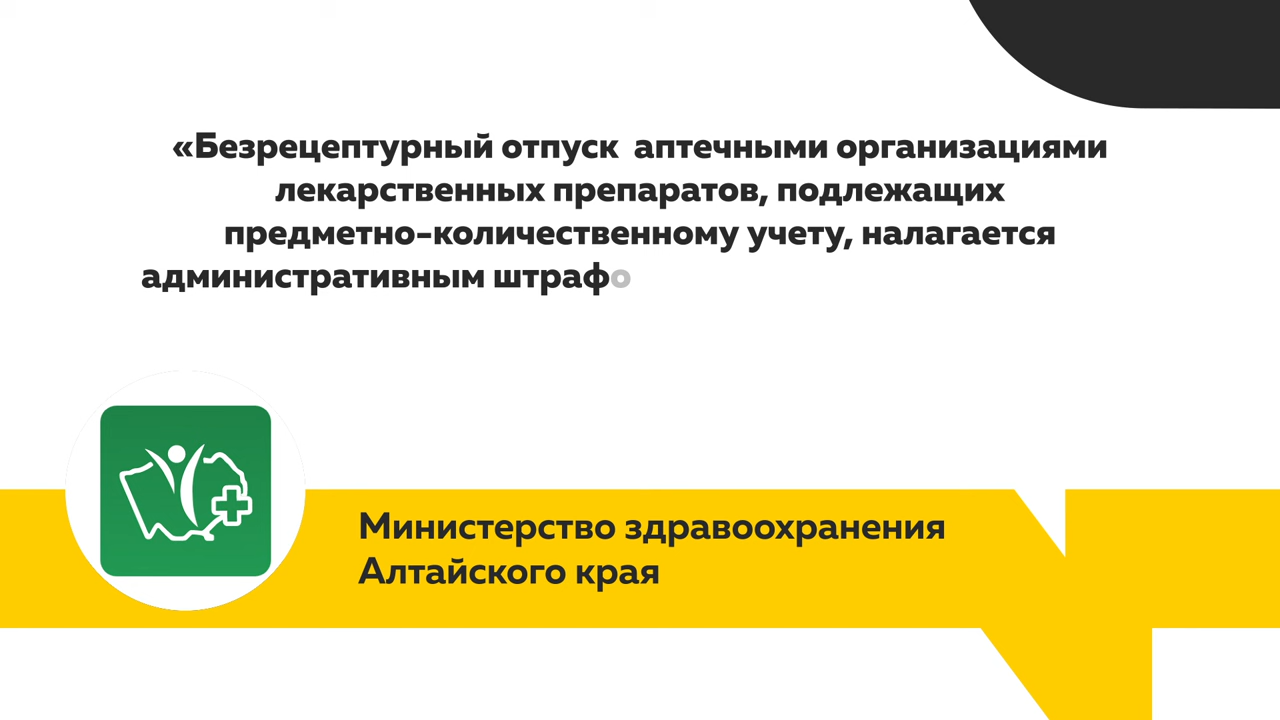 «Безрецептурный отпуск  аптечными организациями
лекарственных препаратов, подлежащих
предметно-количественному учету, налагается
административным штрафо
Министерство здравоохранения
Алтайского края